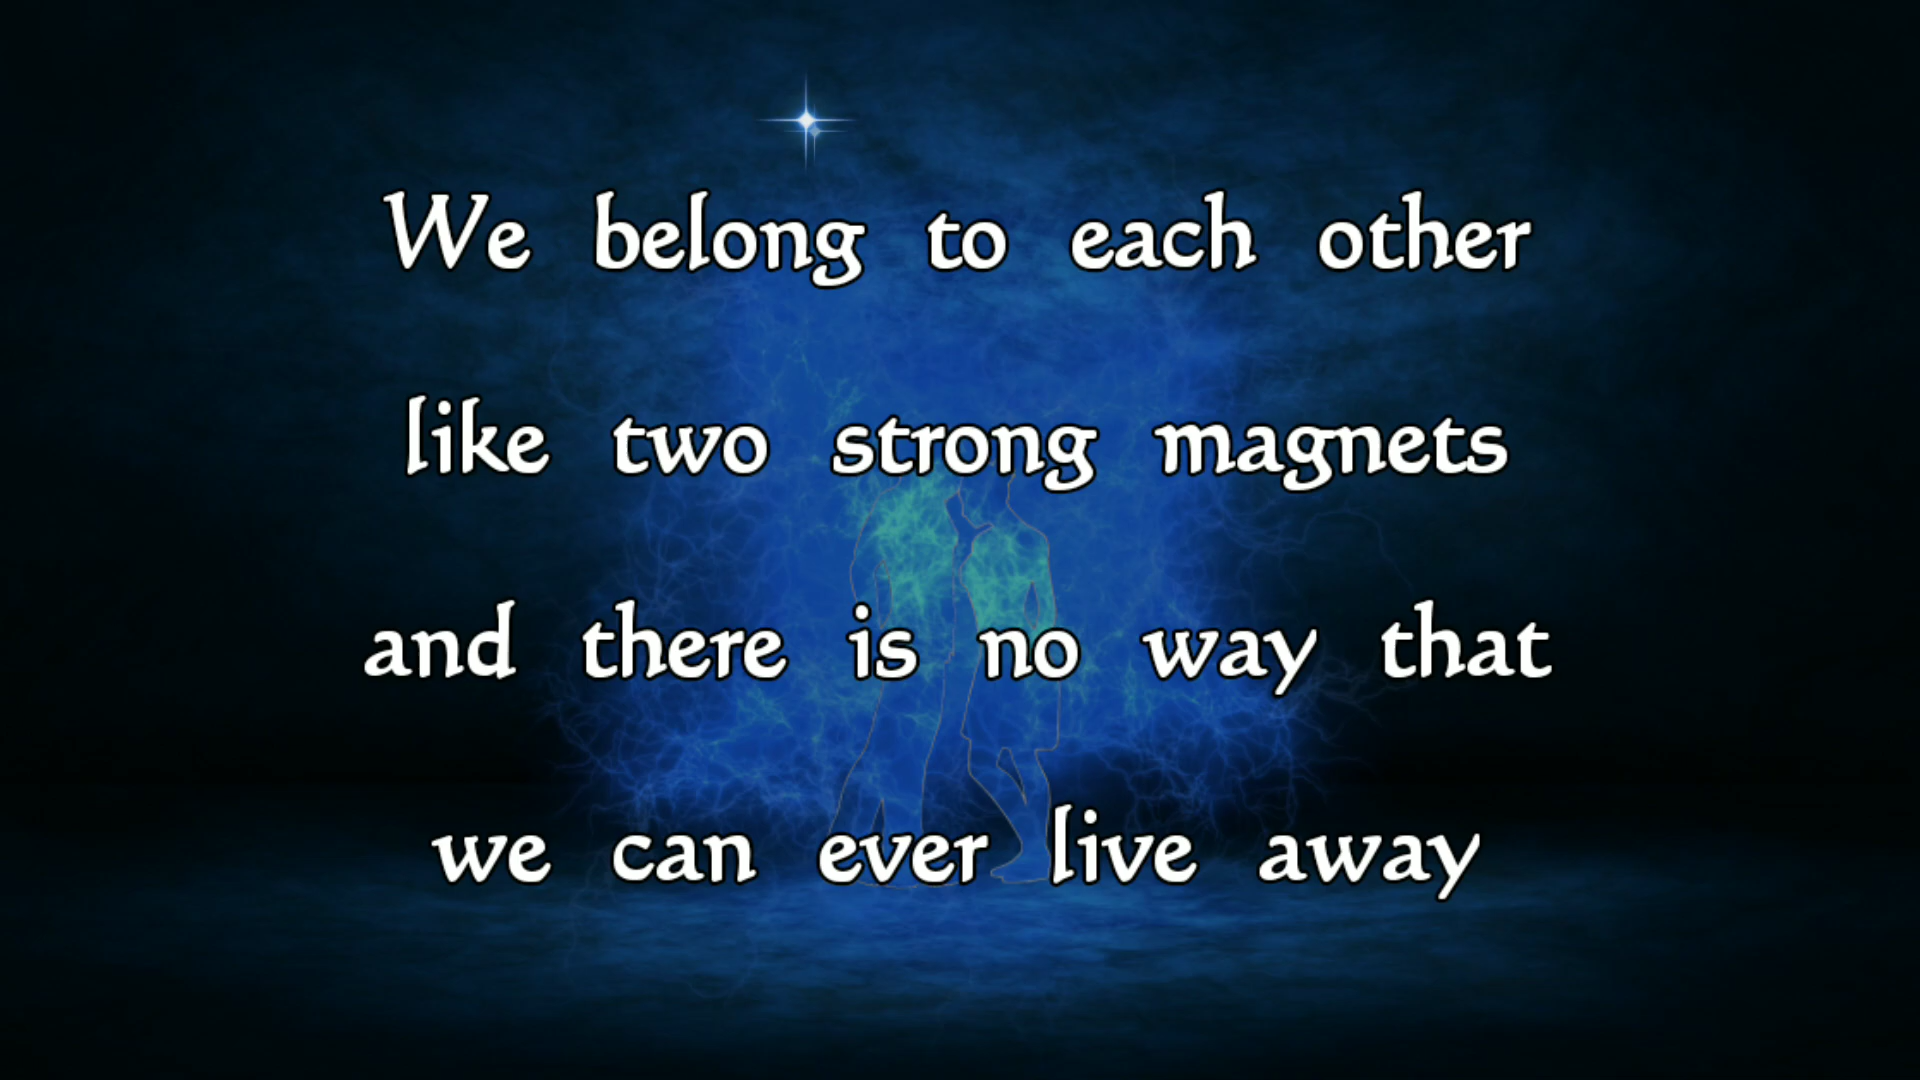 We belong to each other
like two strong magnets
and there is no way that
we can ever live away